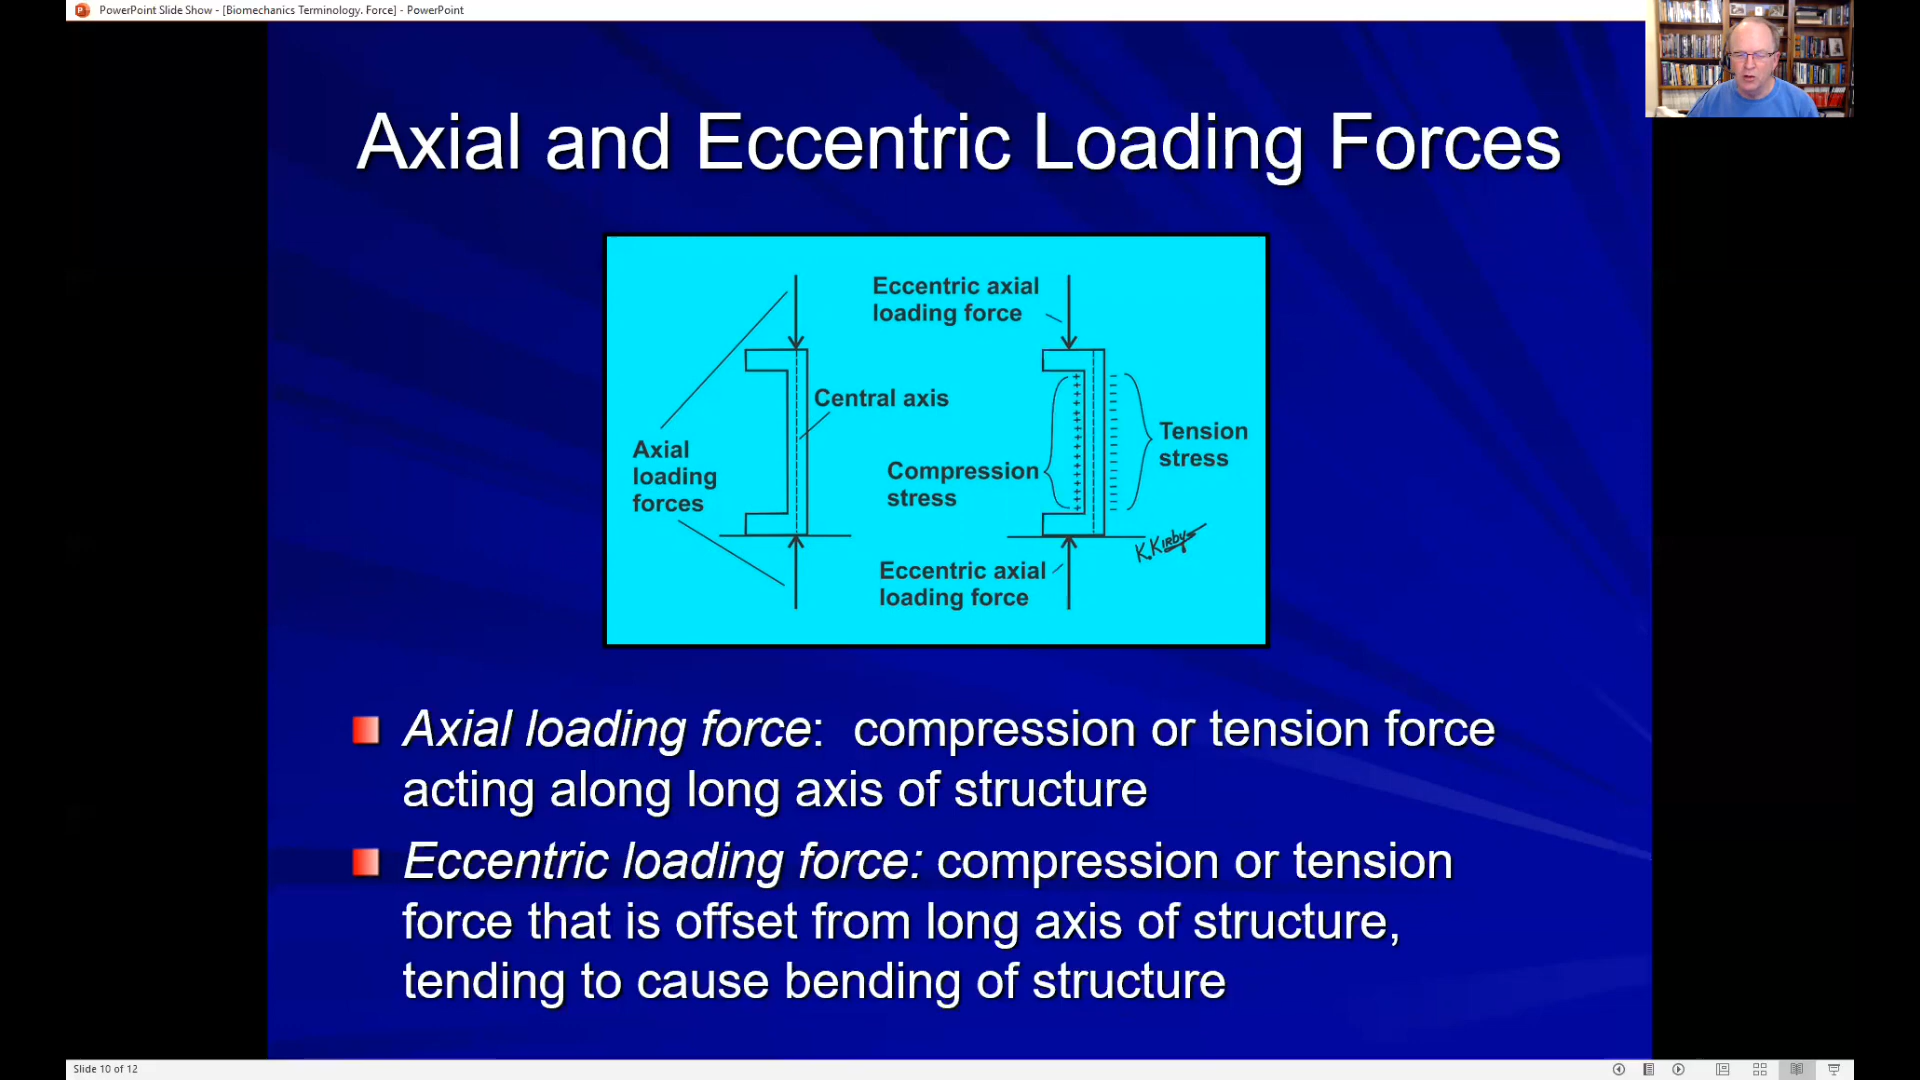 PowerPoint Slide Show - [Biomechanics Terminology. Force] - PowerPoint
Axial and Eccentric Loading Forces
Eccentric axial
loading force
Central axis
Axial
loading
forces
Compression
stress
Tension
stress
K.Kirby
Eccentric axial
loading force
Axial loading force: compression or tension force
acting along long axis of structure
Eccentric loading force: compression or tension
force that is offset from long axis of structure,
tending to cause bending of structure
Slide 10 of 12